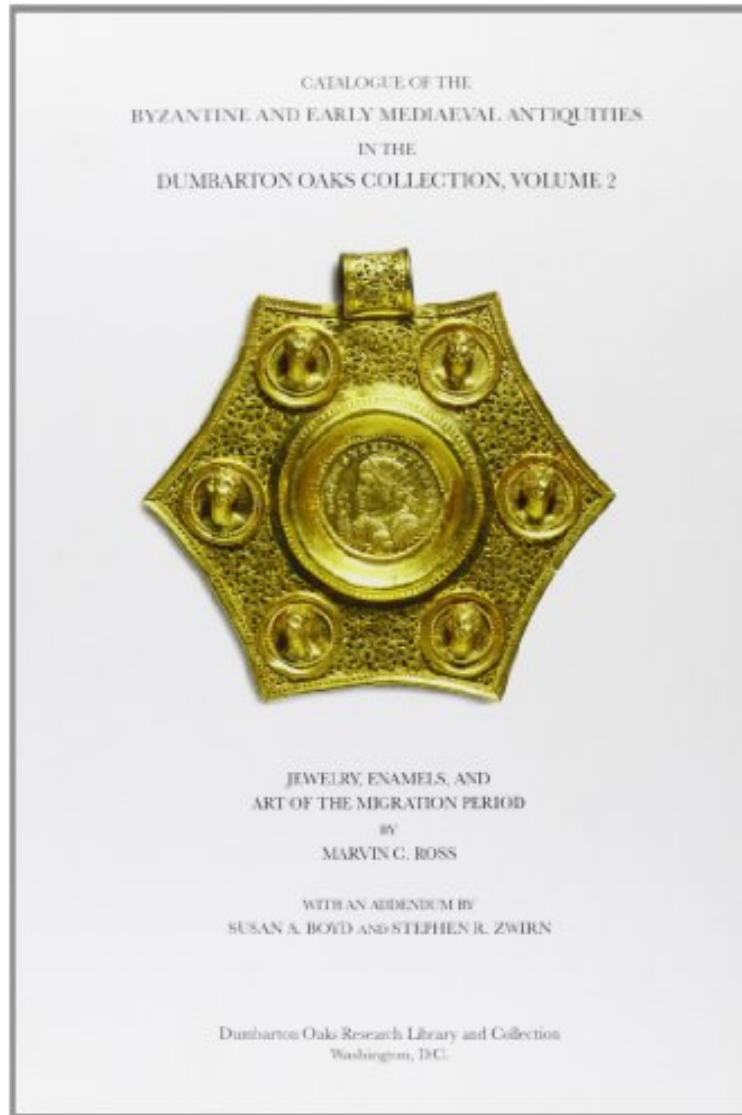 CATALOGUE OF THE
BYZANTINE AND EARLY MEDIAEVAL ANTIQUITIES
IN THE
DUMBARTON OAKS COLLECTION, VOLUME 2
JEWELRY, ENAMELS, AND
ART OF THE MIGRATION PERIOD
BY
MARVIN C. ROSS
WITH AN ADDENDUM BY
SUSAN A. BOYD AND STEPHEN R. ZWIRN
Dumbarton Oaks Research Library and Collection
Washington, D.C.